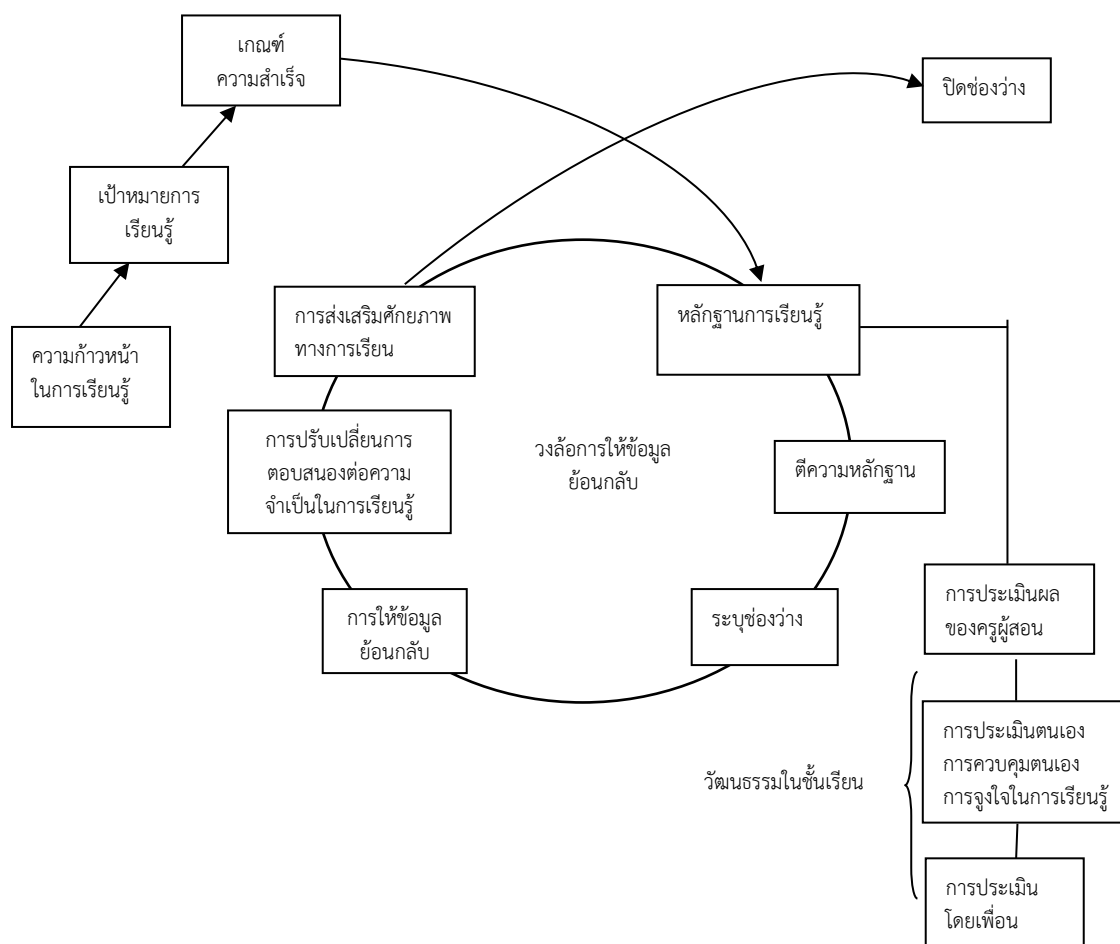 เกณฑ์
ความสำเร็จ
ปิดช่องว่าง
เป้าหมายการ
เรียนรู้
ความก้าวหน้า
ในการเรียนรู้
การส่งเสริมศักยภาพ
ทางการเรียน
หลักฐานการเรียนรู้
การปรับเปลี่ยนการ
ตอบสนองต่อความ
จำเป็นในการเรียนรู้
วงล้อการให้ข้อมูล
ย้อนกลับ
ตีความหลักฐาน
การให้ข้อมูล
ย้อนกลับ
ระบุช่องว่าง
การประเมินผล
ของครูผู้สอน
วัฒนธรรมในชั้นเรียน
การประเมินตนเอง
การควบคุมตนเอง
การจูงใจในการเรียนรู้
การประเมิน
โดยเพื่อน